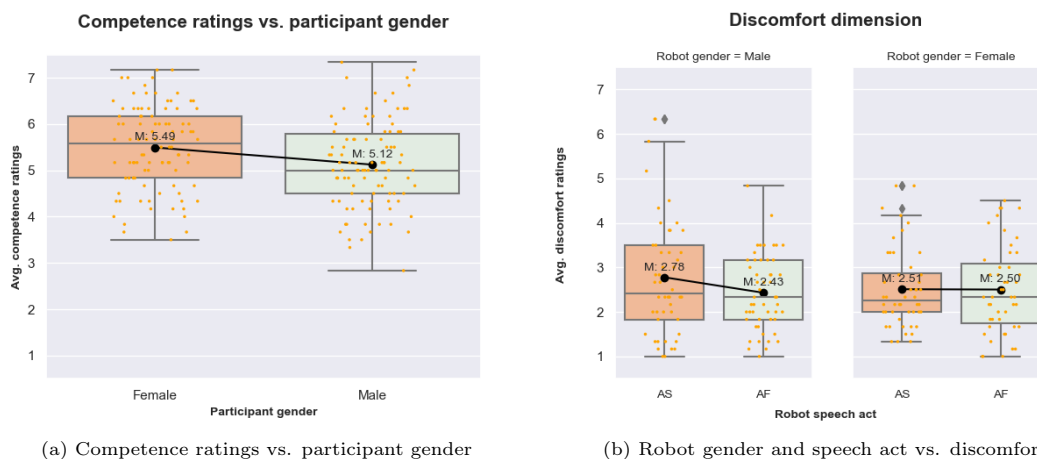 Competence ratings vs. participant gender
7
6
5
4
3
2
1
Avg. competence ratings
M: 5.49
M: 5.12
Female
Male
Participant gender
(a) Competence ratings vs. participant gender
Discomfort dimension
Robot gender = Male
Robot gender = Female
7
6
5
4
3
2
1
Avg. discomfort ratings
M: 2.78
M: 2.43
M: 2.51
M: 2.50
AS
AF
AS
AF
Robot speech act
(b) Robot gender and speech act vs. discomfor